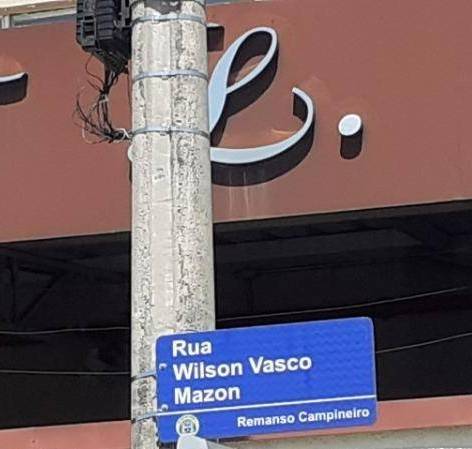 Rua
Wilson Vasco
Mazon
Remanso Campineiro